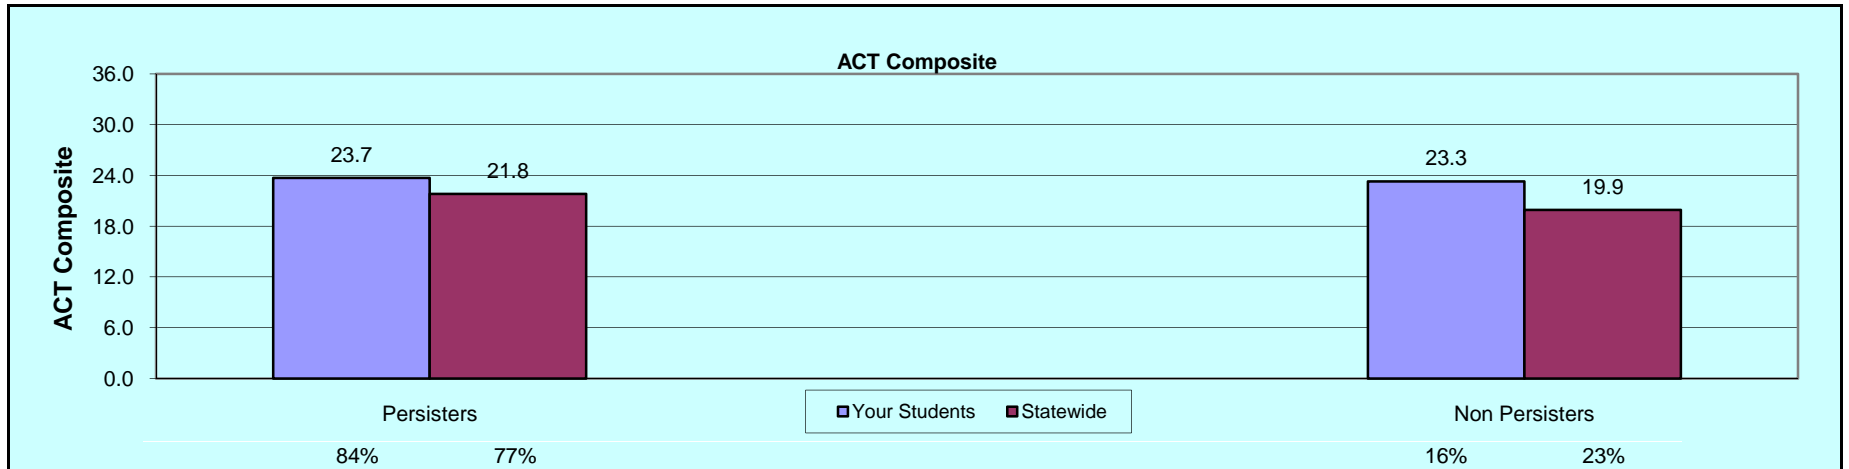 ACT Composite
36.0
30.0
24.0
18.0
12.0
6.0
0.0
ACT Composite
23.7
21.8
23.3
19.9
Persisters
Your Students Statewide
Non Persisters
84% 77% 16% 23%